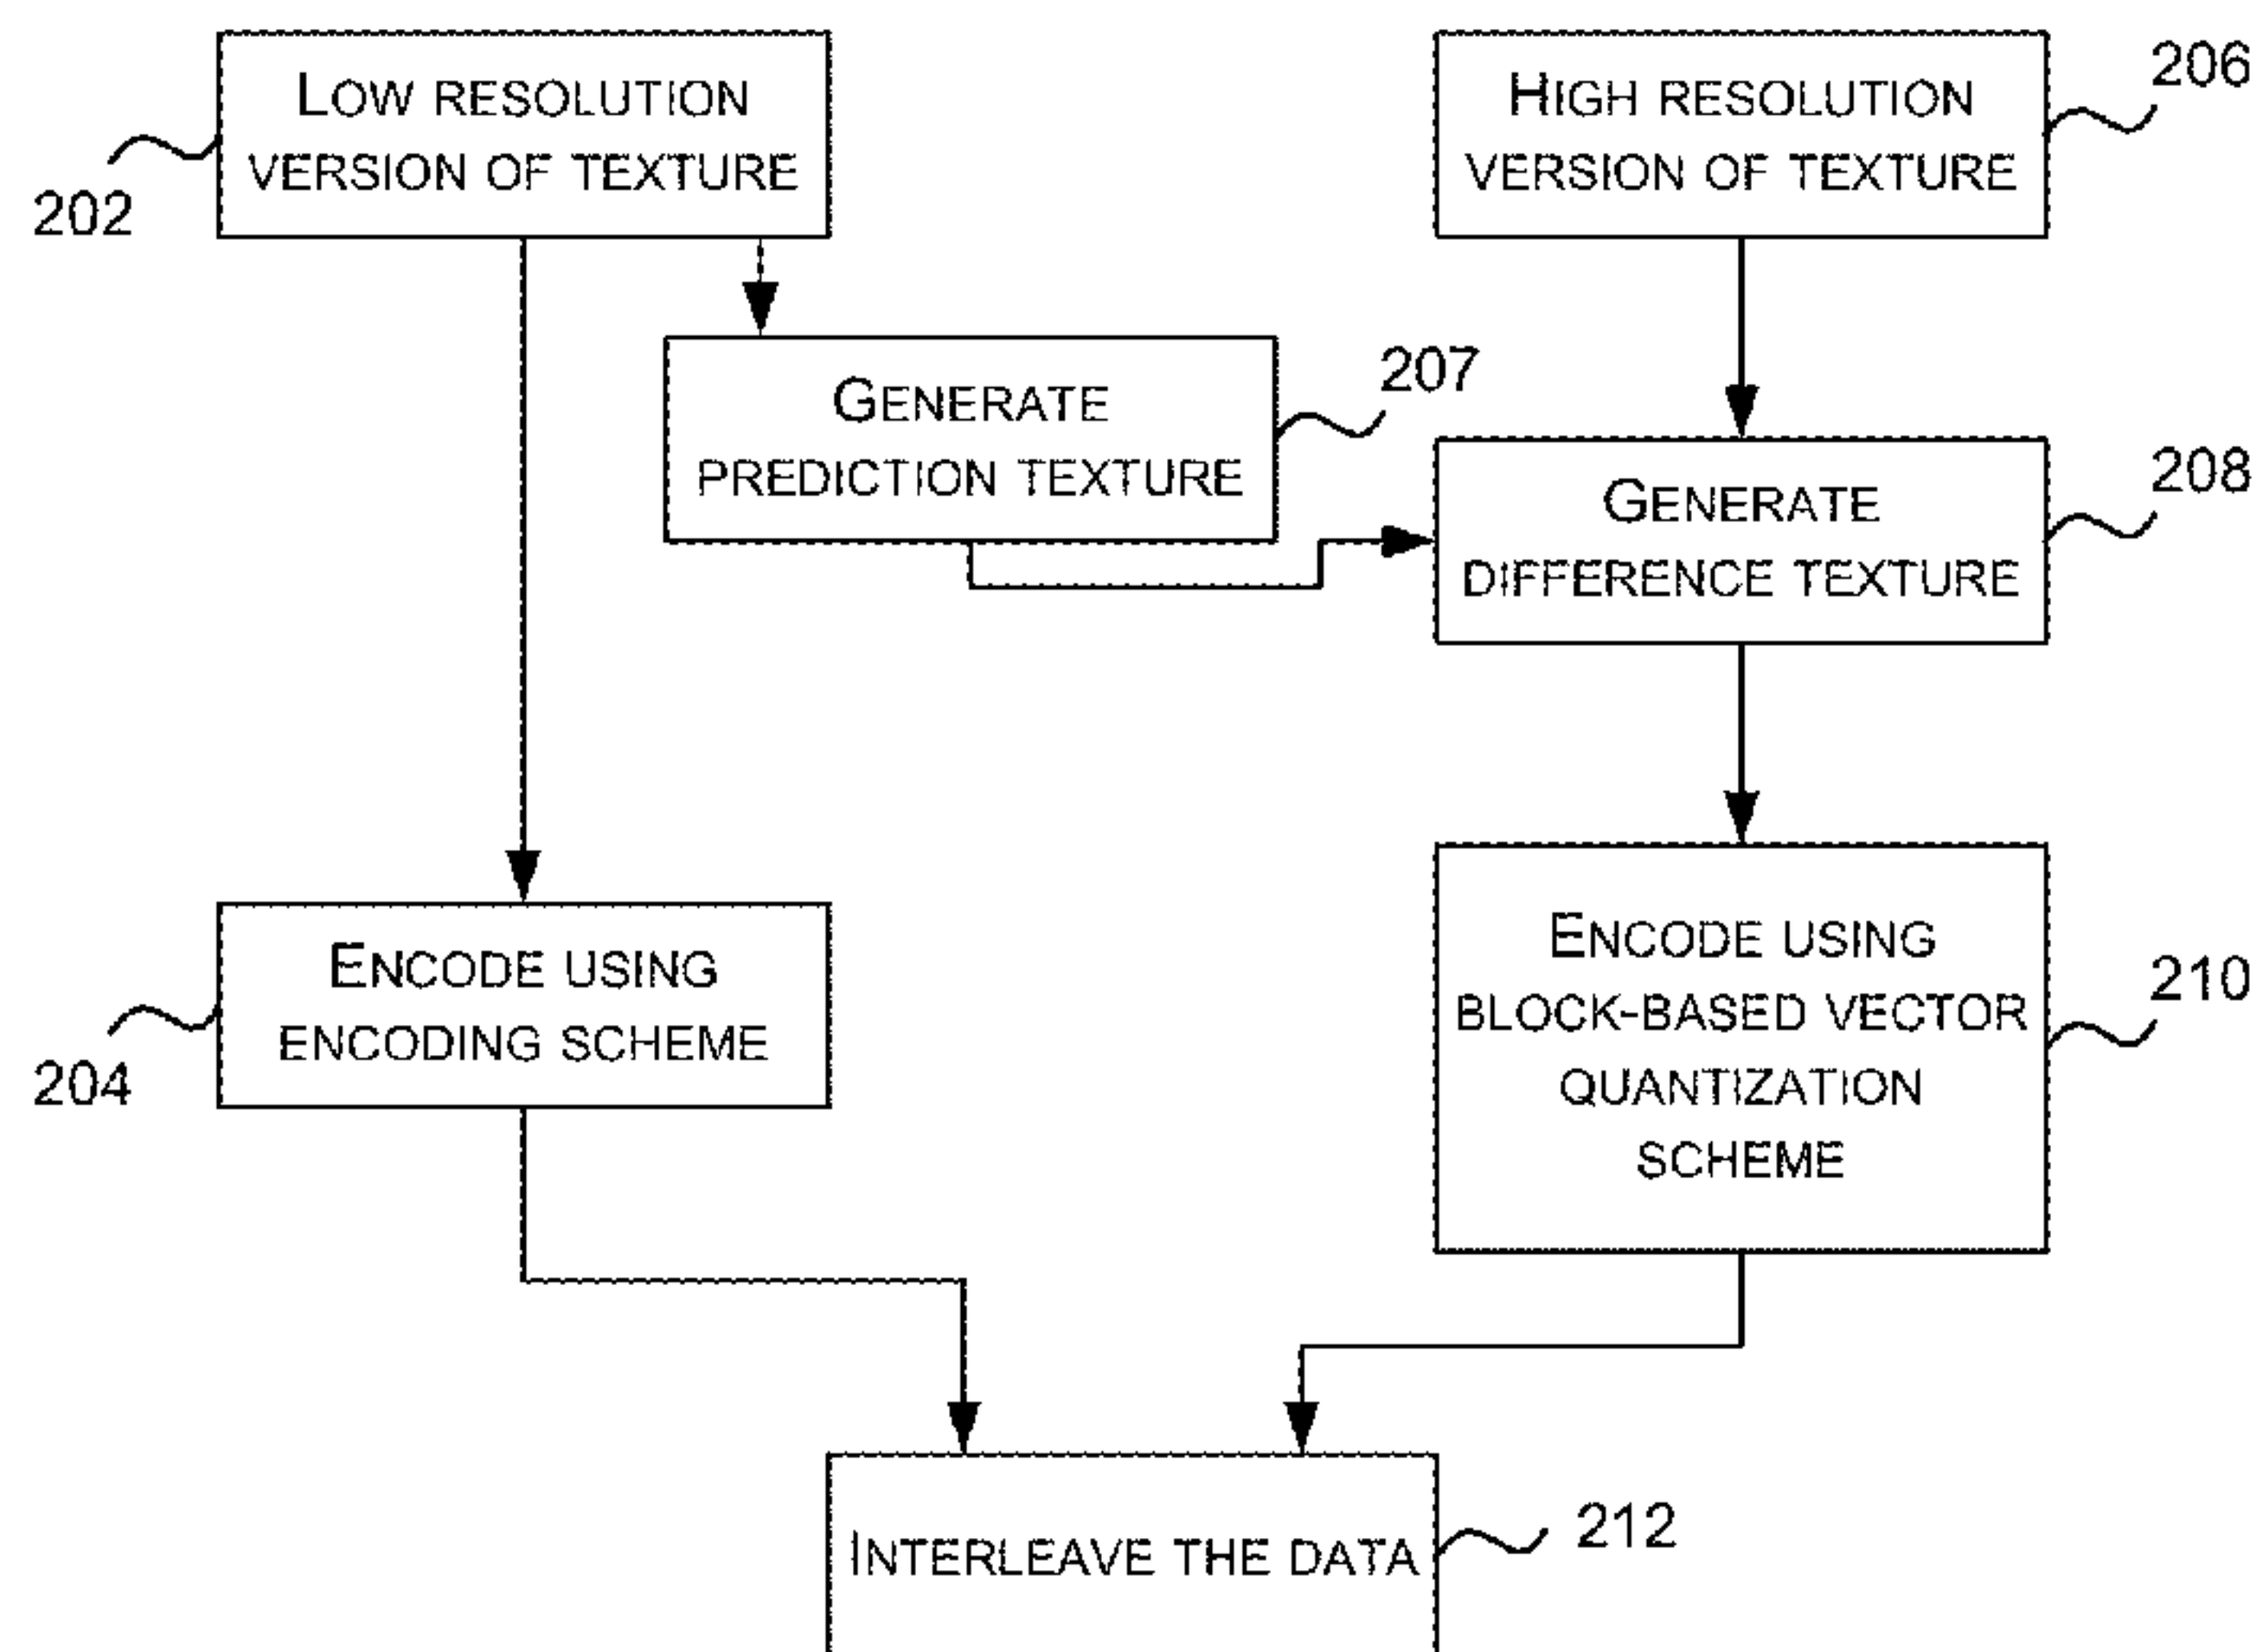 LOW RESOLUTION
VERSION OF TEXTURE
202
HIGH RESOLUTION
VERSION OF TEXTURE
206
GENERATE
PREDICTION TEXTURE
207
GENERATE
DIFFERENCE TEXTURE
208
ENCODE USING
ENCODING SCHEME
204
ENCODE USING
BLOCK-BASED VECTOR
QUANTIZATION
SCHEME
210
INTERLEAVE THE DATA
212